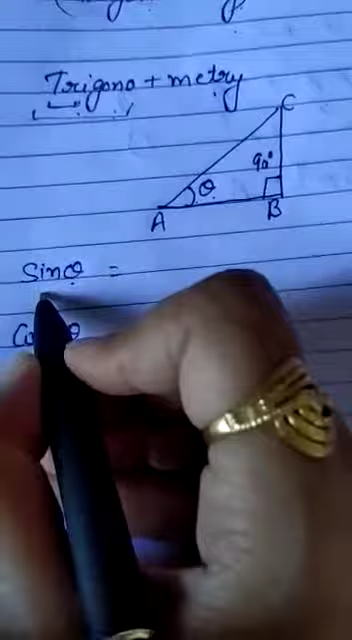 Trigono + metry
C
90°
θ
A
B
Sinθ =
θ